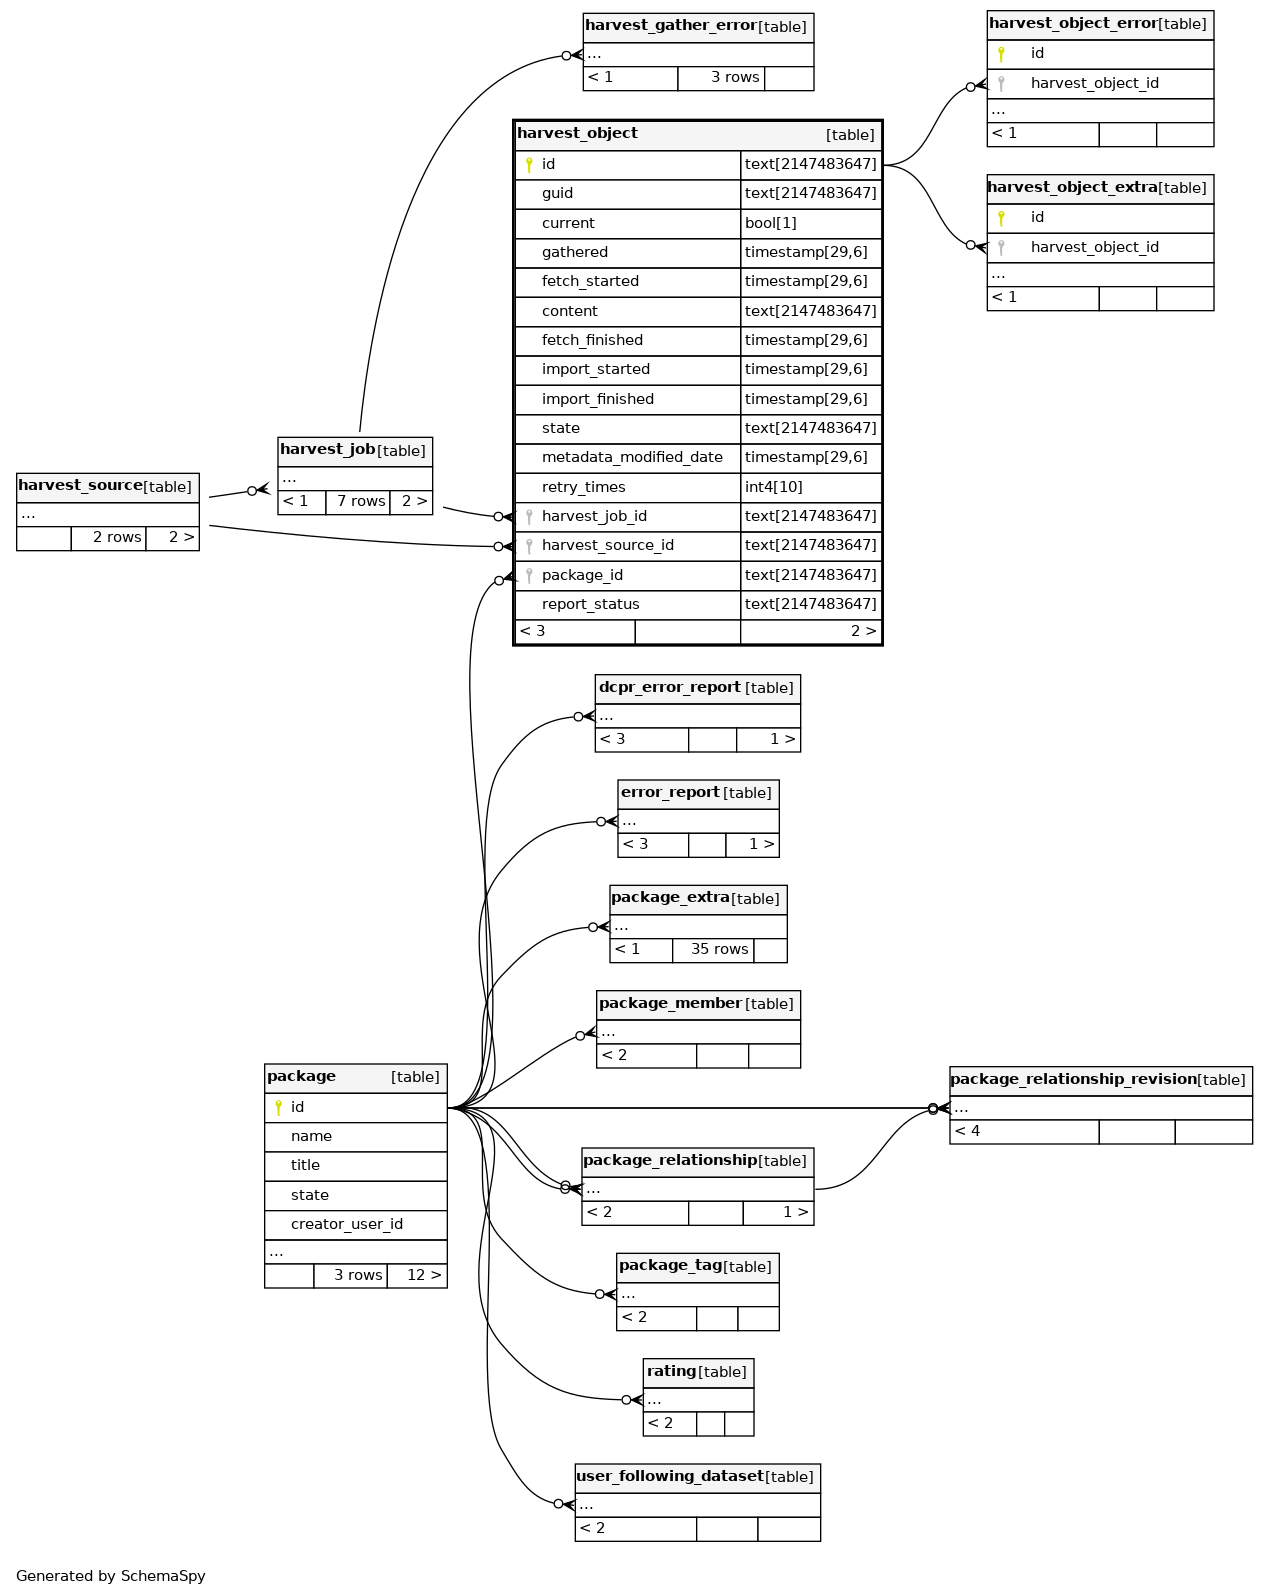 harvest_gather_error [table]
...
< 1 3 rows
harvest_object_error [table]
id
harvest_object_id
...
< 1
harvest_object [table]
id text[2147483647]
guid text[2147483647]
current bool[1]
gathered timestamp[29,6]
fetch_started timestamp[29,6]
content text[2147483647]
fetch_finished timestamp[29,6]
import_started timestamp[29,6]
import_finished timestamp[29,6]
state text[2147483647]
metadata_modified_date timestamp[29,6]
retry_times int4[10]
harvest_job_id text[2147483647]
harvest_source_id text[2147483647]
package_id text[2147483647]
report_status text[2147483647]
< 3 2 >
harvest_object_extra [table]
id
harvest_object_id
...
< 1
harvest_job [table]
...
< 1 7 rows 2 >
harvest_source [table]
...
2 rows 2 >
dcpr_error_report [table]
...
< 3 1 >
error_report [table]
...
< 3 1 >
package_extra [table]
...
< 1 35 rows
package_member [table]
...
< 2
package [table]
id
name
title
state
creator_user_id
...
3 rows 12 >
package_relationship_revision [table]
...
< 4
package_relationship [table]
...
< 2 1 >
package_tag [table]
...
< 2
rating [table]
...
< 2
user_following_dataset [table]
...
< 2
Generated by SchemaSpy